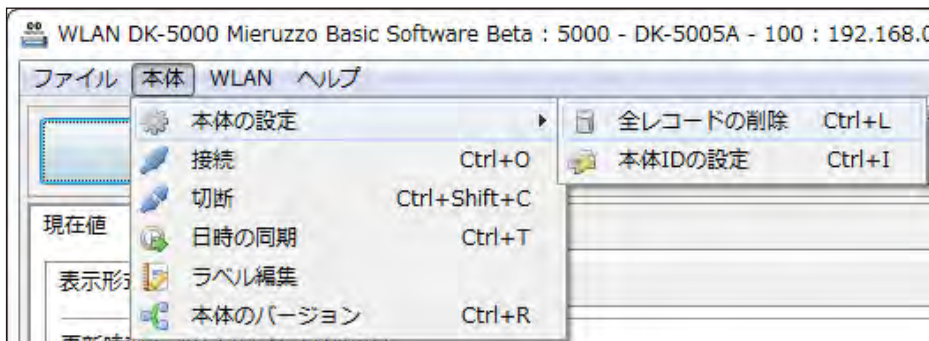 WLAN DK-5000 Mieruzzo Basic Software Beta : 5000 - DK-5005A - 100 : 192.168.0
ファイル 本体 WLAN ヘルプ
本体の設定 全レコードの削除 Ctrl+L
接続 Ctrl+O 本体IDの設定 Ctrl+I
切断 Ctrl+Shift+C
現在値 日時の同期 Ctrl+T
表示形式 ラベル編集
本体のバージョン Ctrl+R